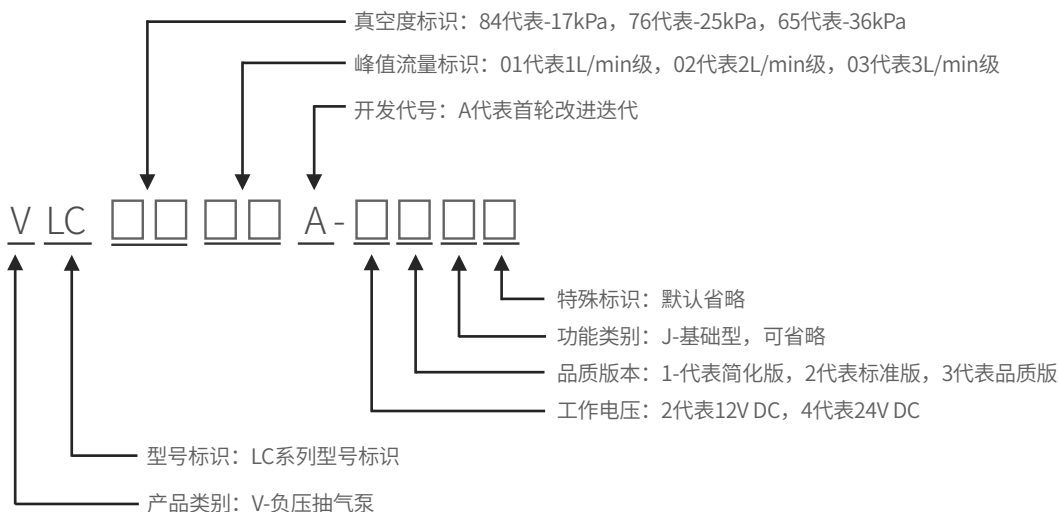 真空度标识：84代表-17kPa，76代表-25kPa，65代表-36kPa
峰值流量标识：01代表1L/min级，02代表2L/min级，03代表3L/min级
开发代号：A代表首轮改进迭代
V LC □□ □□ A-□□□□
特殊标识：默认省略
功能类别：J-基础型，可省略
品质版本：1-代表简化版，2代表标准版，3代表品质版
工作电压：2代表12V DC，4代表24V DC
型号标识：LC系列型号标识
产品类别：V-负压抽气泵